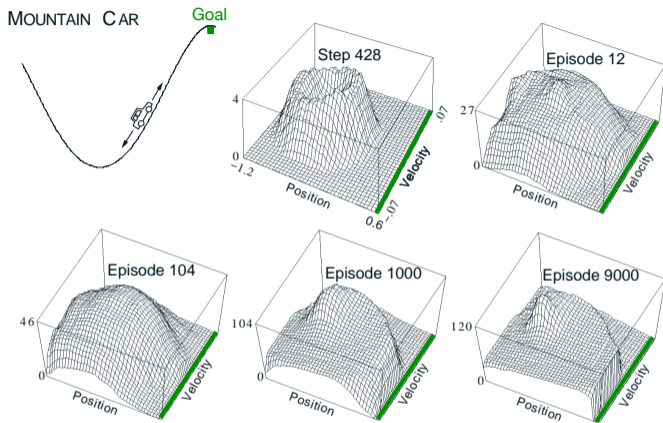 MOUNTAIN CAR
Goal
Step 428
4
0
-1.2
Position
0.6
-.07
Velocity
.07
Episode 12
27
0
Position
Velocity
Episode 104
46
0
Position
Velocity
Episode 1000
104
0
Position
Velocity
Episode 9000
120
0
Position
Velocity